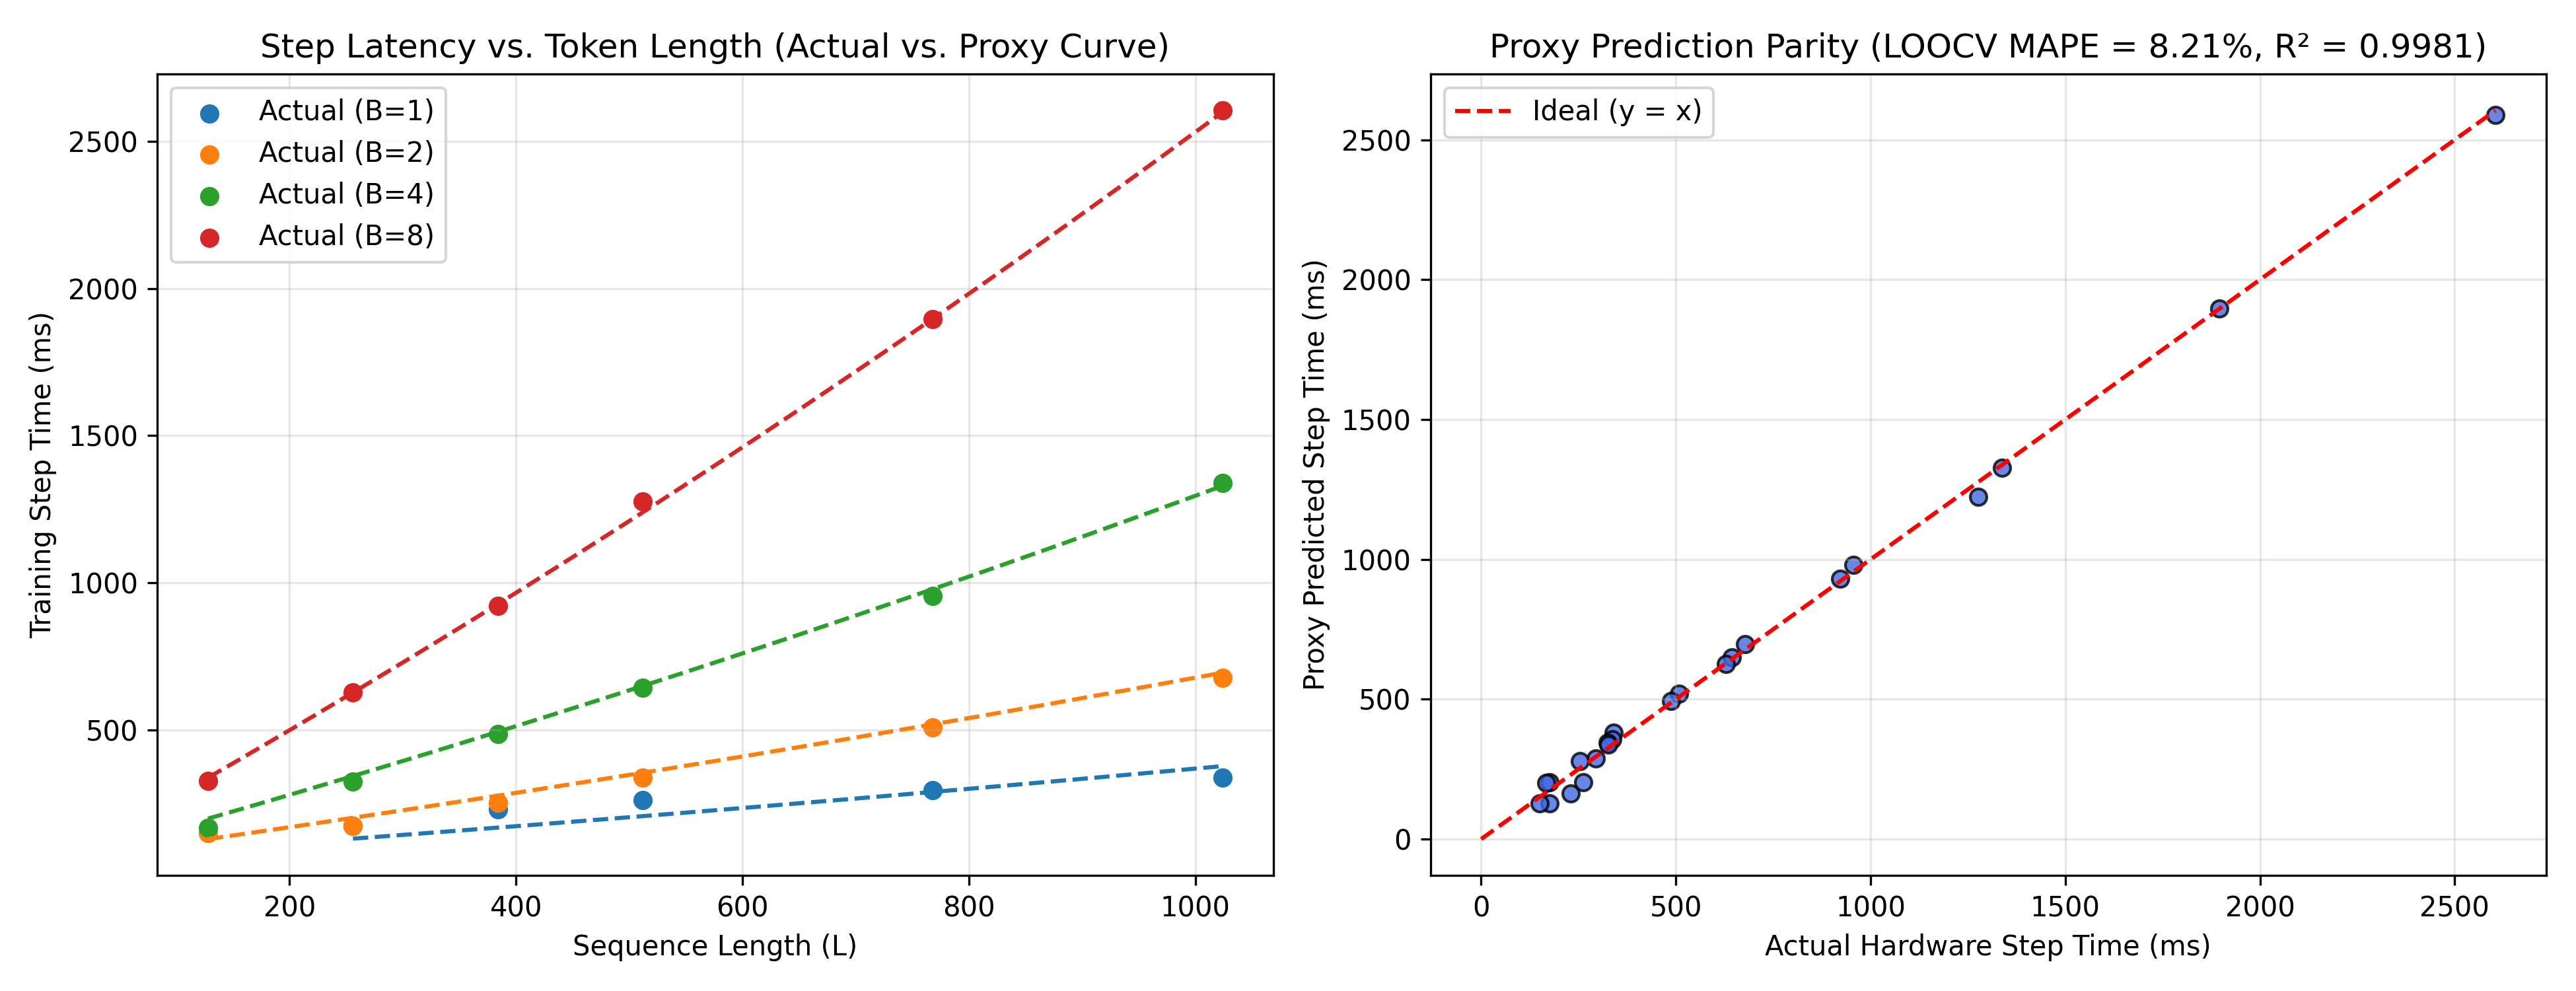 Step Latency vs. Token Length (Actual vs. Proxy Curve)
Actual (B=1)
Actual (B=2)
Actual (B=4)
Actual (B=8)
Training Step Time (ms)
2500
2000
1500
1000
500
200
400
600
800
1000
Sequence Length (L)
Proxy Prediction Parity (LOOCV MAPE = 8.21%, R² = 0.9981)
Ideal (y = x)
Proxy Predicted Step Time (ms)
2500
2000
1500
1000
500
0
0
500
1000
1500
2000
2500
Actual Hardware Step Time (ms)